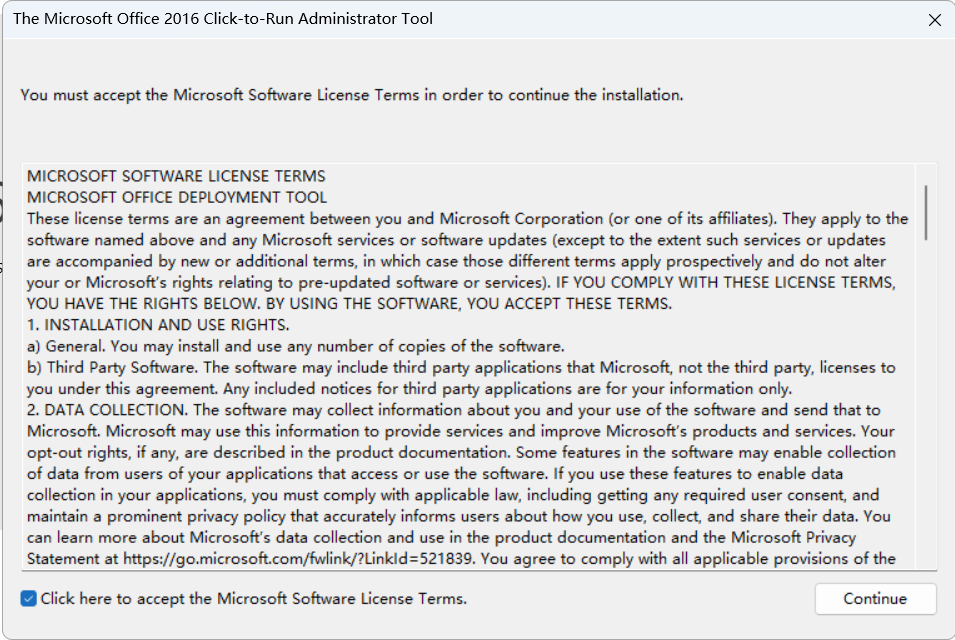 The Microsoft Office 2016 Click-to-Run Administrator Tool
You must accept the Microsoft Software License Terms in order to continue the installation.
MICROSOFT SOFTWARE LICENSE TERMS
MICROSOFT OFFICE DEPLOYMENT TOOL
These license terms are an agreement between you and Microsoft Corporation (or one of its affiliates). They apply to the
software named above and any Microsoft services or software updates (except to the extent such services or updates
are accompanied by new or additional terms, in which case those different terms apply prospectively and do not alter
your or Microsoft's rights relating to pre-updated software or services). IF YOU COMPLY WITH THESE LICENSE TERMS,
YOU HAVE THE RIGHTS BELOW. BY USING THE SOFTWARE, YOU ACCEPT THESE TERMS.
1. INSTALLATION AND USE RIGHTS.
a) General. You may install and use any number of copies of the software.
b) Third Party Software. The software may include third party applications that Microsoft, not the third party, licenses to
you under this agreement. Any included notices for third party applications are for your information only.
2. DATA COLLECTION. The software may collect information about you and your use of the software and send that to
Microsoft. Microsoft may use this information to provide services and improve Microsoft's products and services. Your
opt-out rights, if any, are described in the product documentation. Some features in the software may enable collection
of data from users of your applications that access or use the software. If you use these features to enable data
collection in your applications, you must comply with applicable law, including getting any required user consent, and
maintain a prominent privacy policy that accurately informs users about how you use, collect, and share their data. You
can learn more about Microsoft's data collection and use in the product documentation and the Microsoft Privacy
Statement at https://go.microsoft.com/fwlink/?LinkId=521839. You agree to comply with all applicable provisions of the
Click here to accept the Microsoft Software License Terms.
Continue